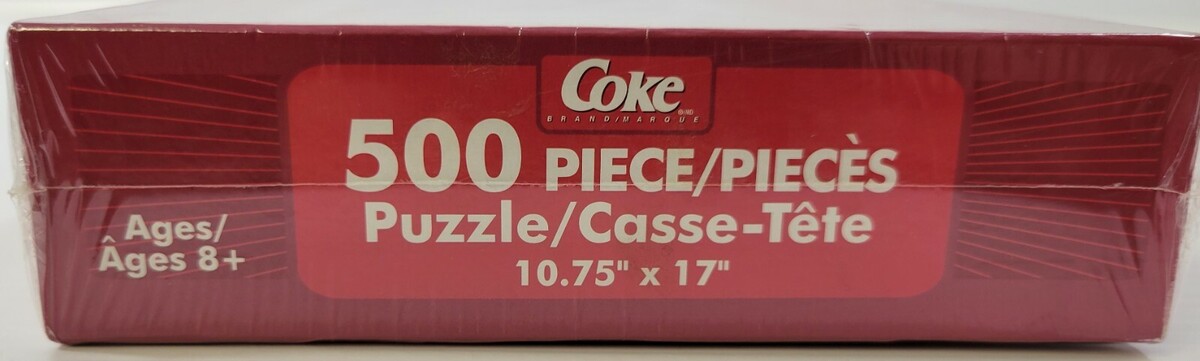 Coke
BRAND/MARQUE
500 PIECE/PIECÈS
Puzzle/Casse-Tête
10.75" x 17"
Ages/
Âges 8+